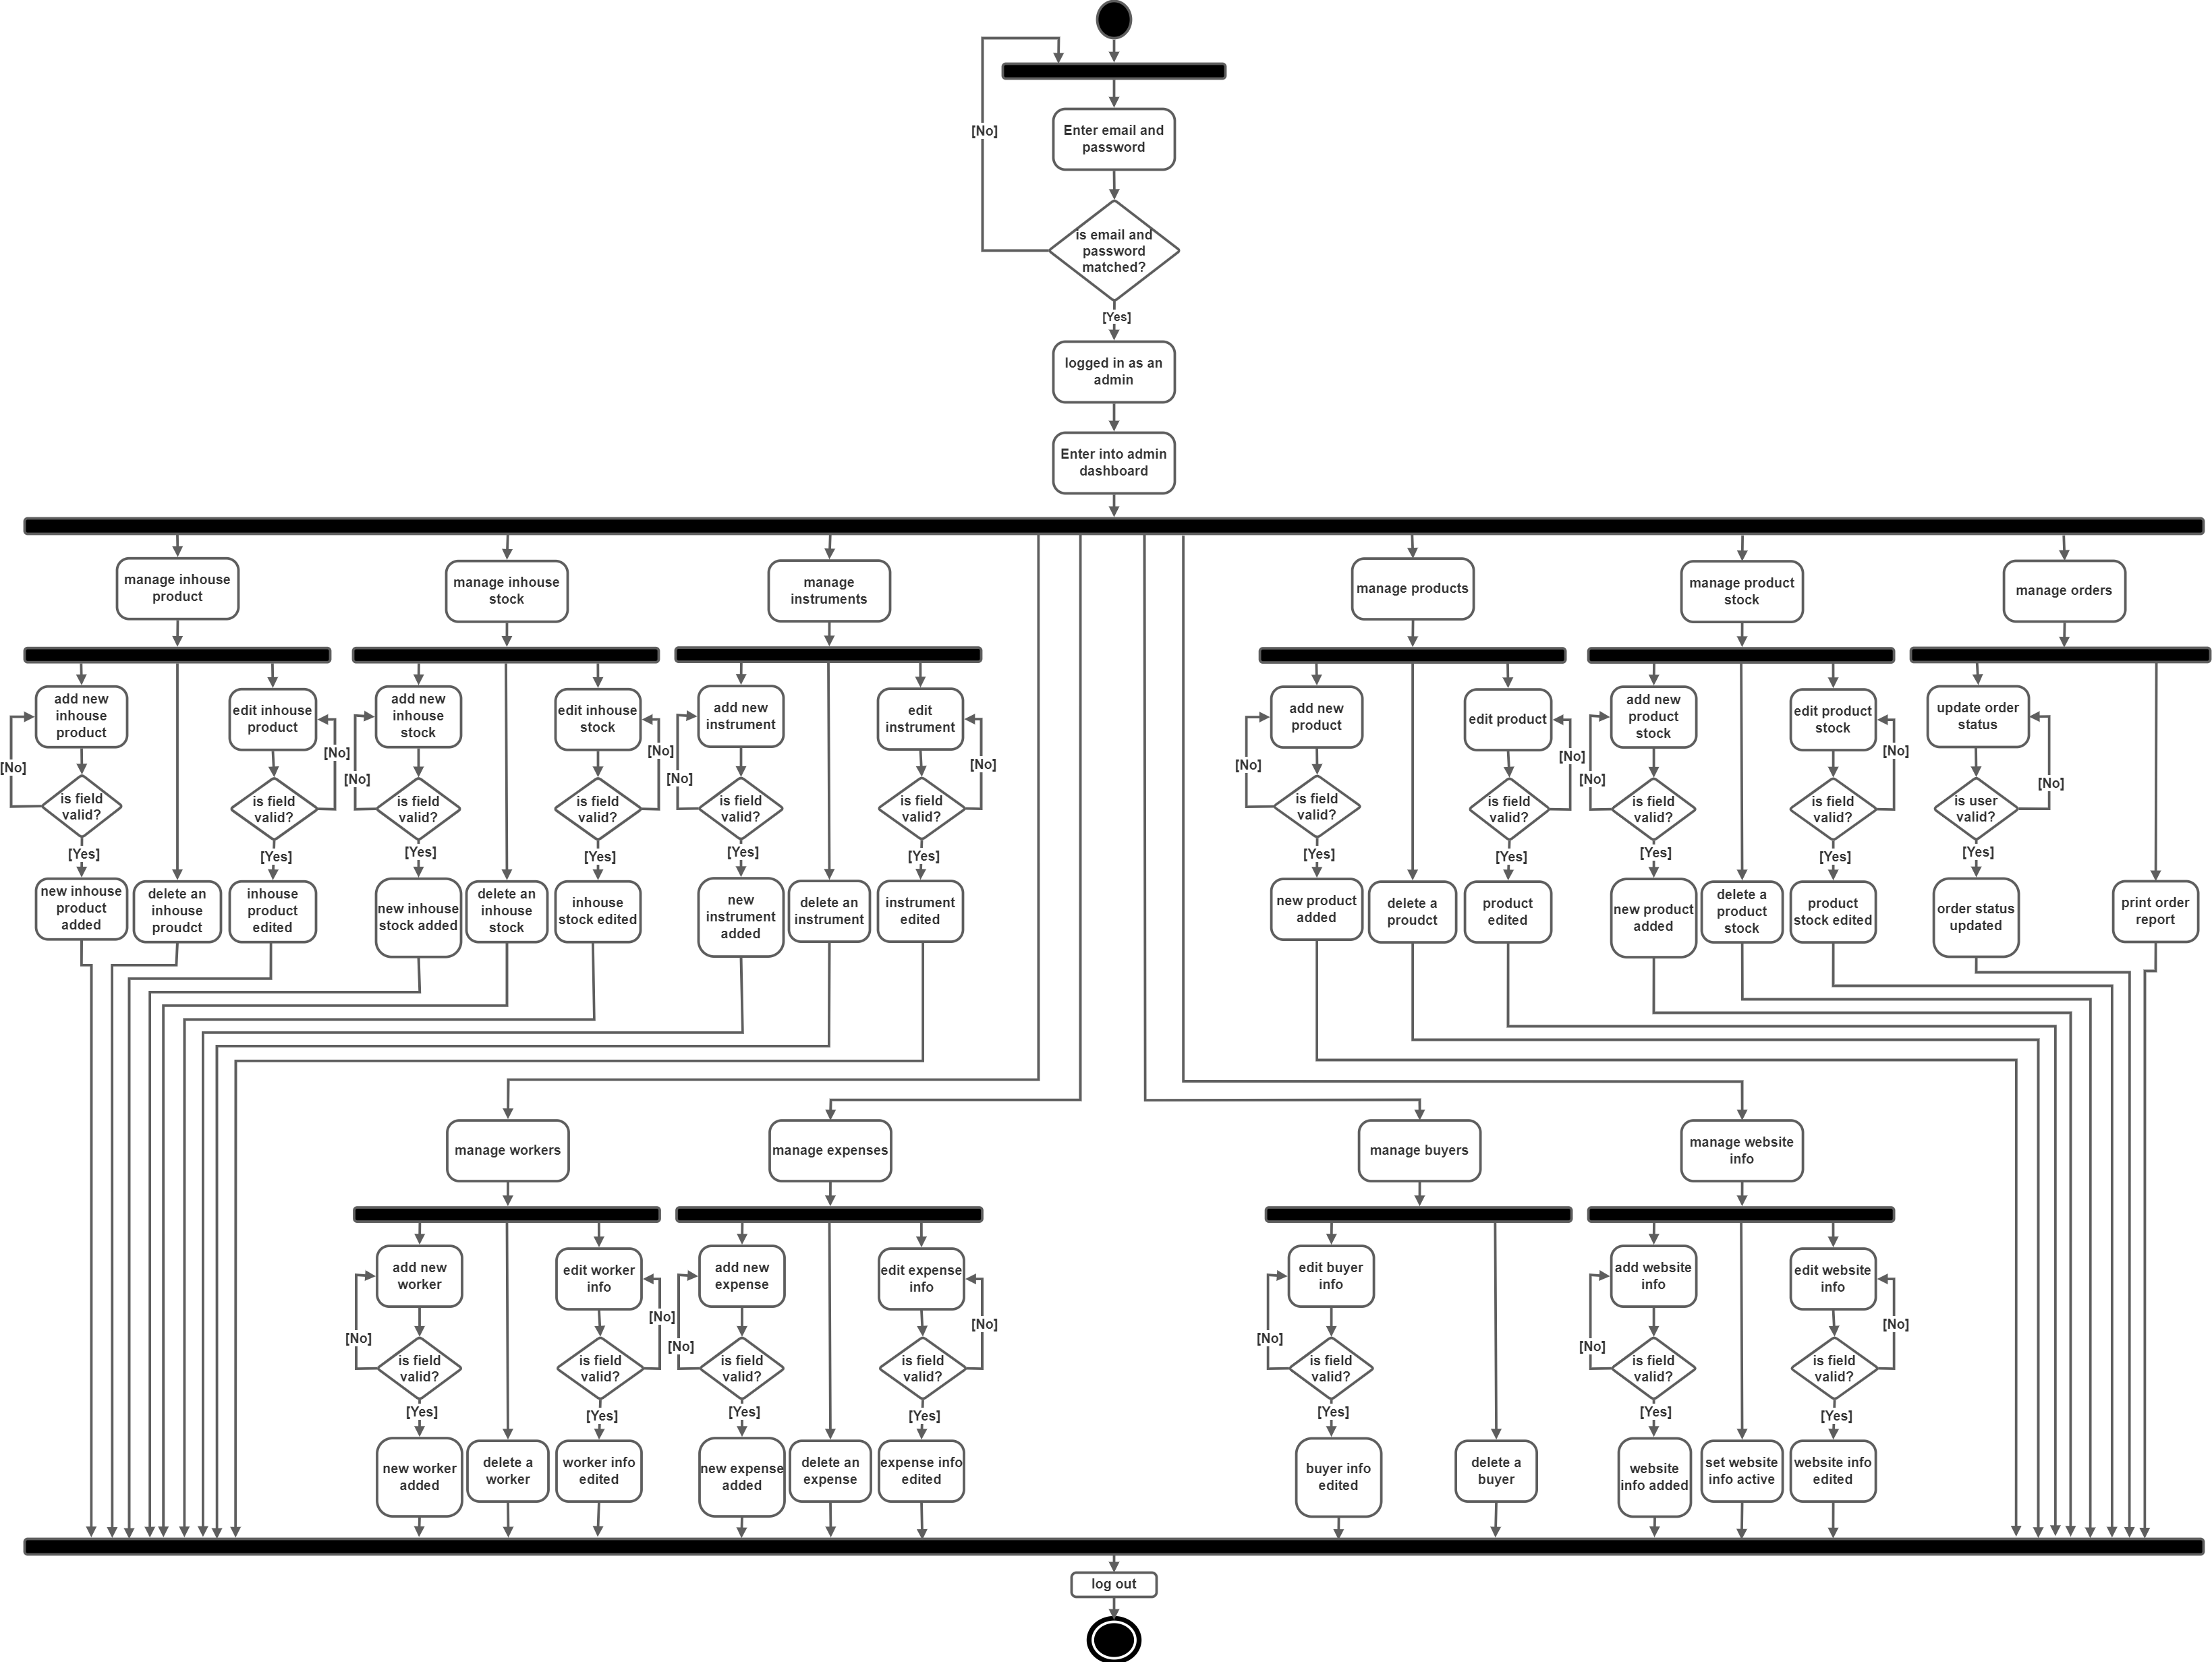 [No]
Enter email and
password
is email and
password
matched?
[Yes]
logged in as an
admin
Enter into admin
dashboard
manage inhouse
product
manage inhouse
stock
manage
instruments
manage products
manage product
stock
manage orders
add new
inhouse
product
edit inhouse
product
add new
inhouse
stock
edit inhouse
stock
add new
instrument
edit
instrument
add new
product
edit product
add new
product
stock
edit product
stock
update order
status
[No]
[No]
[No]
[No]
[No]
[No]
[No]
[No]
[No]
[No]
[No]
is field
valid?
is field
valid?
is field
valid?
is field
valid?
is field
valid?
is field
valid?
is field
valid?
is field
valid?
is field
valid?
is field
valid?
is user
valid?
[Yes]
[Yes]
[Yes]
[Yes]
[Yes]
[Yes]
[Yes]
[Yes]
[Yes]
[Yes]
[Yes]
new inhouse
product
added
delete an
inhouse
proudct
inhouse
product
edited
new inhouse
stock added
delete an
inhouse
stock
inhouse
stock edited
new
instrument
added
delete an
instrument
instrument
edited
new product
added
delete a
proudct
product
edited
new product
added
delete a
product
stock
product
stock edited
order status
updated
print order
report
manage workers
manage expenses
manage buyers
manage website
info
add new
worker
edit worker
info
add new
expense
edit expense
info
edit buyer
info
add website
info
edit website
info
[No]
[No]
[No]
[No]
[No]
[No]
[No]
is field
valid?
is field
valid?
is field
valid?
is field
valid?
is field
valid?
is field
valid?
is field
valid?
[Yes]
[Yes]
[Yes]
[Yes]
[Yes]
[Yes]
[Yes]
new worker
added
delete a
worker
worker info
edited
new expense
added
delete an
expense
expense info
edited
buyer info
edited
delete a
buyer
website
info added
set website
info active
website info
edited
log out